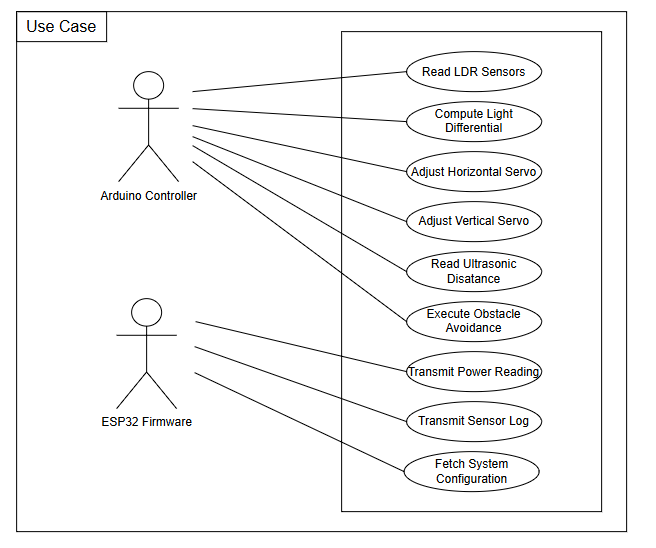 Use Case
Read LDR Sensors
Compute Light
Differential
Adjust Horizontal Servo
Arduino Controller
Adjust Vertical Servo
Read Ultrasonic
Disatance
Execute Obstacle
Avoidance
Transmit Power Reading
ESP32 Firmware
Transmit Sensor Log
Fetch System
Configuration